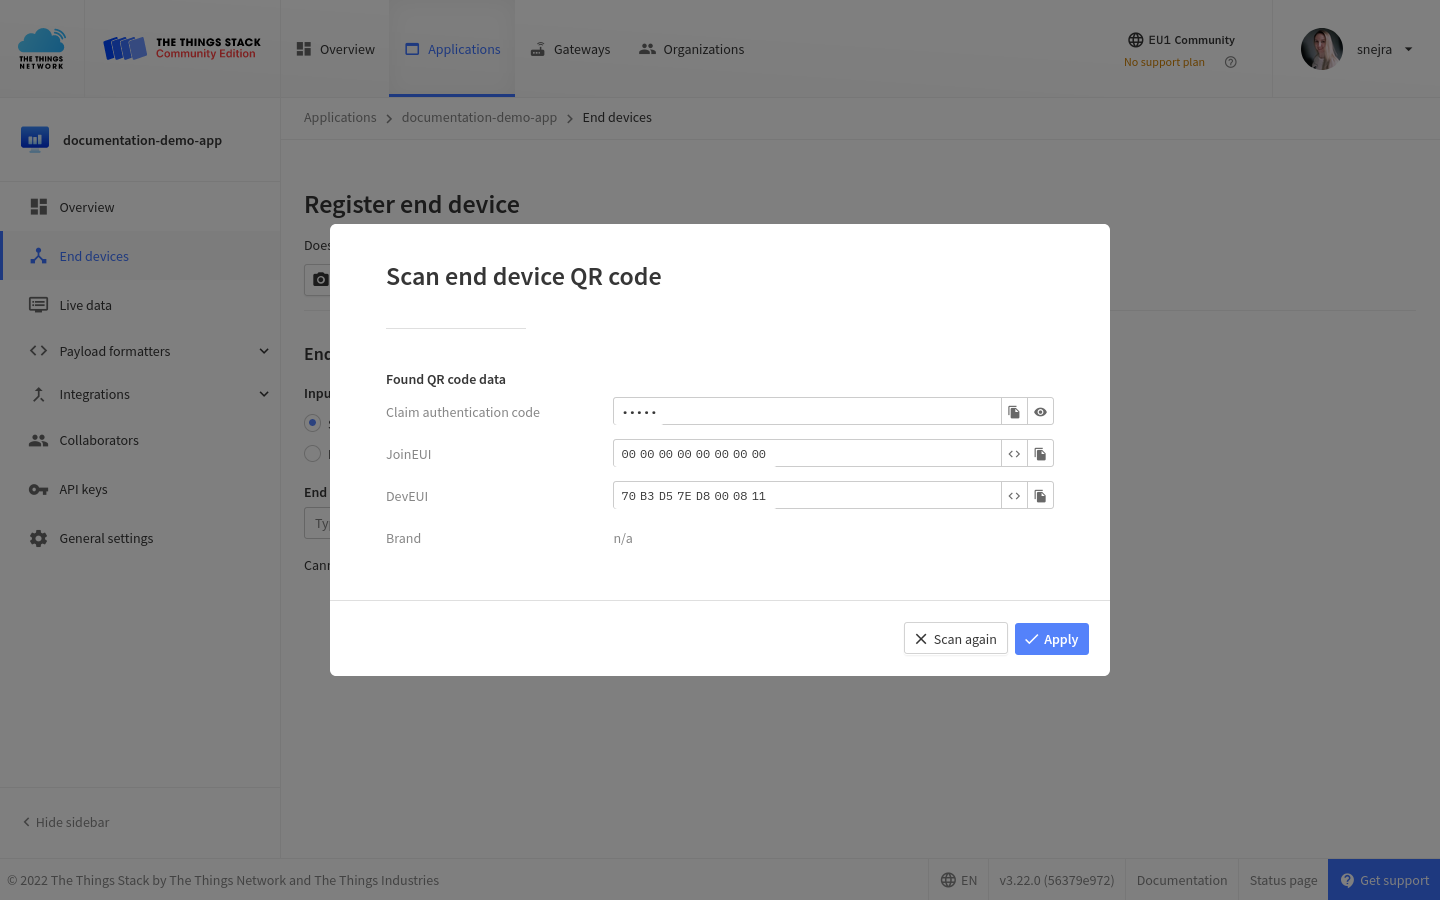 THE THINGS
NETWORK
THE THINGS STACK
Community Edition
Overview
Applications
Gateways
Organizations
EU1 Community
No support plan
snejra
documentation-demo-app
Applications
documentation-demo-app
End devices
Overview
End devices
Live data
Payload formatters
Integrations
Collaborators
API keys
General settings
Hide sidebar
Register end device
Does
End
Inpu
End
Ty
Cann
Scan end device QR code
Found QR code data
Claim authentication code
•••••
JoinEUI
00 00 00 00 00 00 00 00
DevEUI
70 B3 D5 7E D8 00 08 11
Brand
n/a
Scan again
Apply
© 2022 The Things Stack by The Things Network and The Things Industries
EN
v3.22.0 (56379e972)
Documentation
Status page
Get support